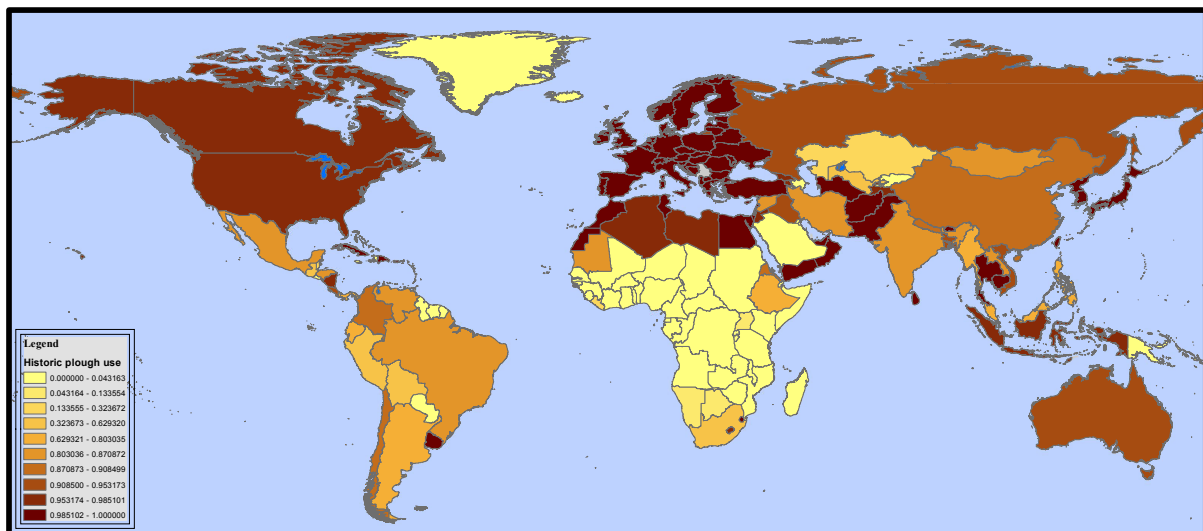 Legend
Historic plough use
0.000000 - 0.043163
0.043164 - 0.133554
0.133555 - 0.323672
0.323673 - 0.629320
0.629321 - 0.803035
0.803036 - 0.870872
0.870873 - 0.908499
0.908500 - 0.953173
0.953174 - 0.985101
0.985102 - 1.000000